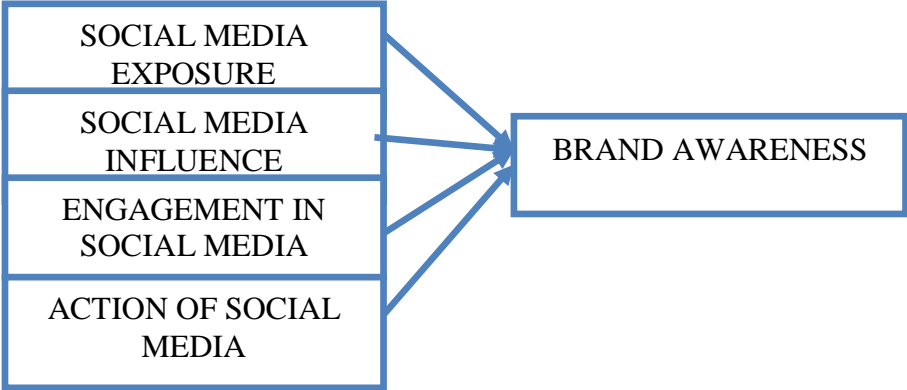 SOCIAL MEDIA
EXPOSURE
SOCIAL MEDIA
INFLUENCE
ENGAGEMENT IN
SOCIAL MEDIA
ACTION OF SOCIAL
MEDIA
BRAND AWARENESS